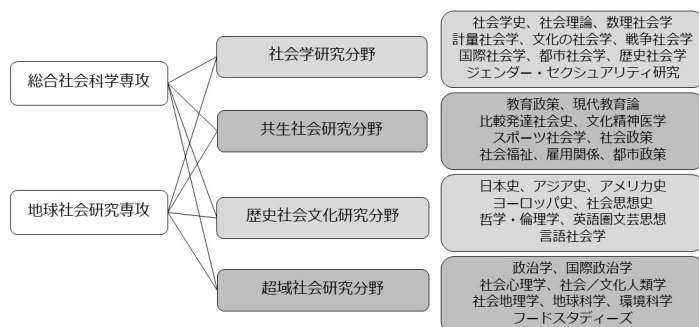 総合社会科学専攻
地球社会研究専攻
社会学研究分野
社会学史、社会理論、数理社会学
計量社会学、文化の社会学、戦争社会学
国際社会学、都市社会学、歴史社会学
ジェンダー・セクシュアリティ研究
共生社会研究分野
教育政策、現代教育論
比較発達社会史、文化精神医学
スポーツ社会学、社会政策
社会福祉、雇用関係、都市政策
歴史社会文化研究分野
日本史、アジア史、アメリカ史
ヨーロッパ史、社会思想史
哲学・倫理学、英語圏文芸思想
言語社会学
超域社会研究分野
政治学、国際政治学
社会心理学、社会／文化人類学
社会地理学、地球科学、環境科学
フードスタディーズ